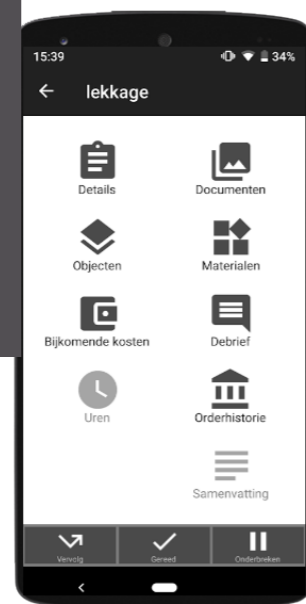 15:39 34%
lekkage
Details Documenten
Objecten Materialen
Bijkomende kosten Debrief
Uren Orderhistorie
Samenvatting
Vervolg Gereed Onderbreken